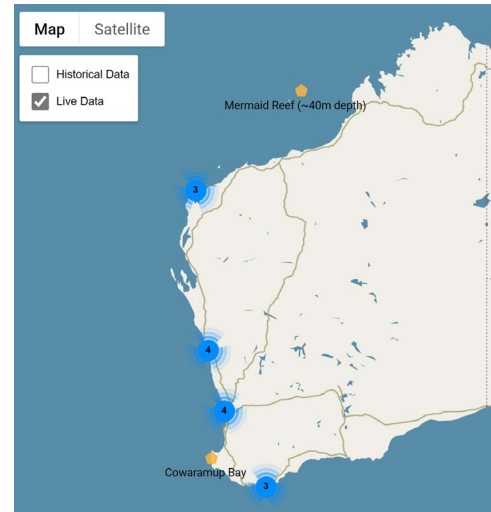 Map Satellite
Historical Data
Live Data
Mermaid Reef (~40m depth)
3
4
4
Cowaramup Bay
3